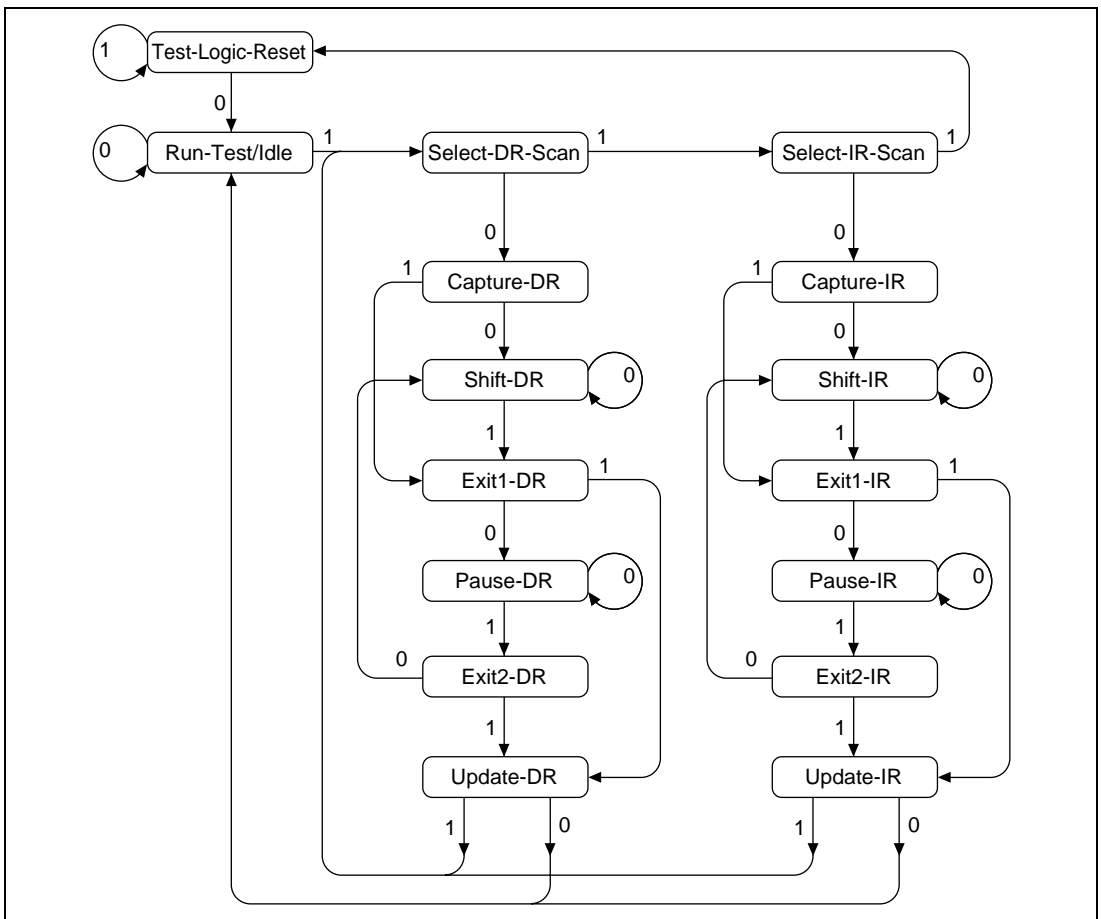 1 Test-Logic-Reset
0
0 Run-Test/Idle 1 Select-DR-Scan 1 Select-IR-Scan 1
0 0
1 Capture-DR 1 Capture-IR
0 0
Shift-DR 0 Shift-IR 0
1 1
Exit1-DR 1 Exit1-IR 1
0 0
Pause-DR 0 Pause-IR 0
1 1
0 Exit2-DR 0 Exit2-IR
1 1
Update-DR Update-IR
1 0 1 0